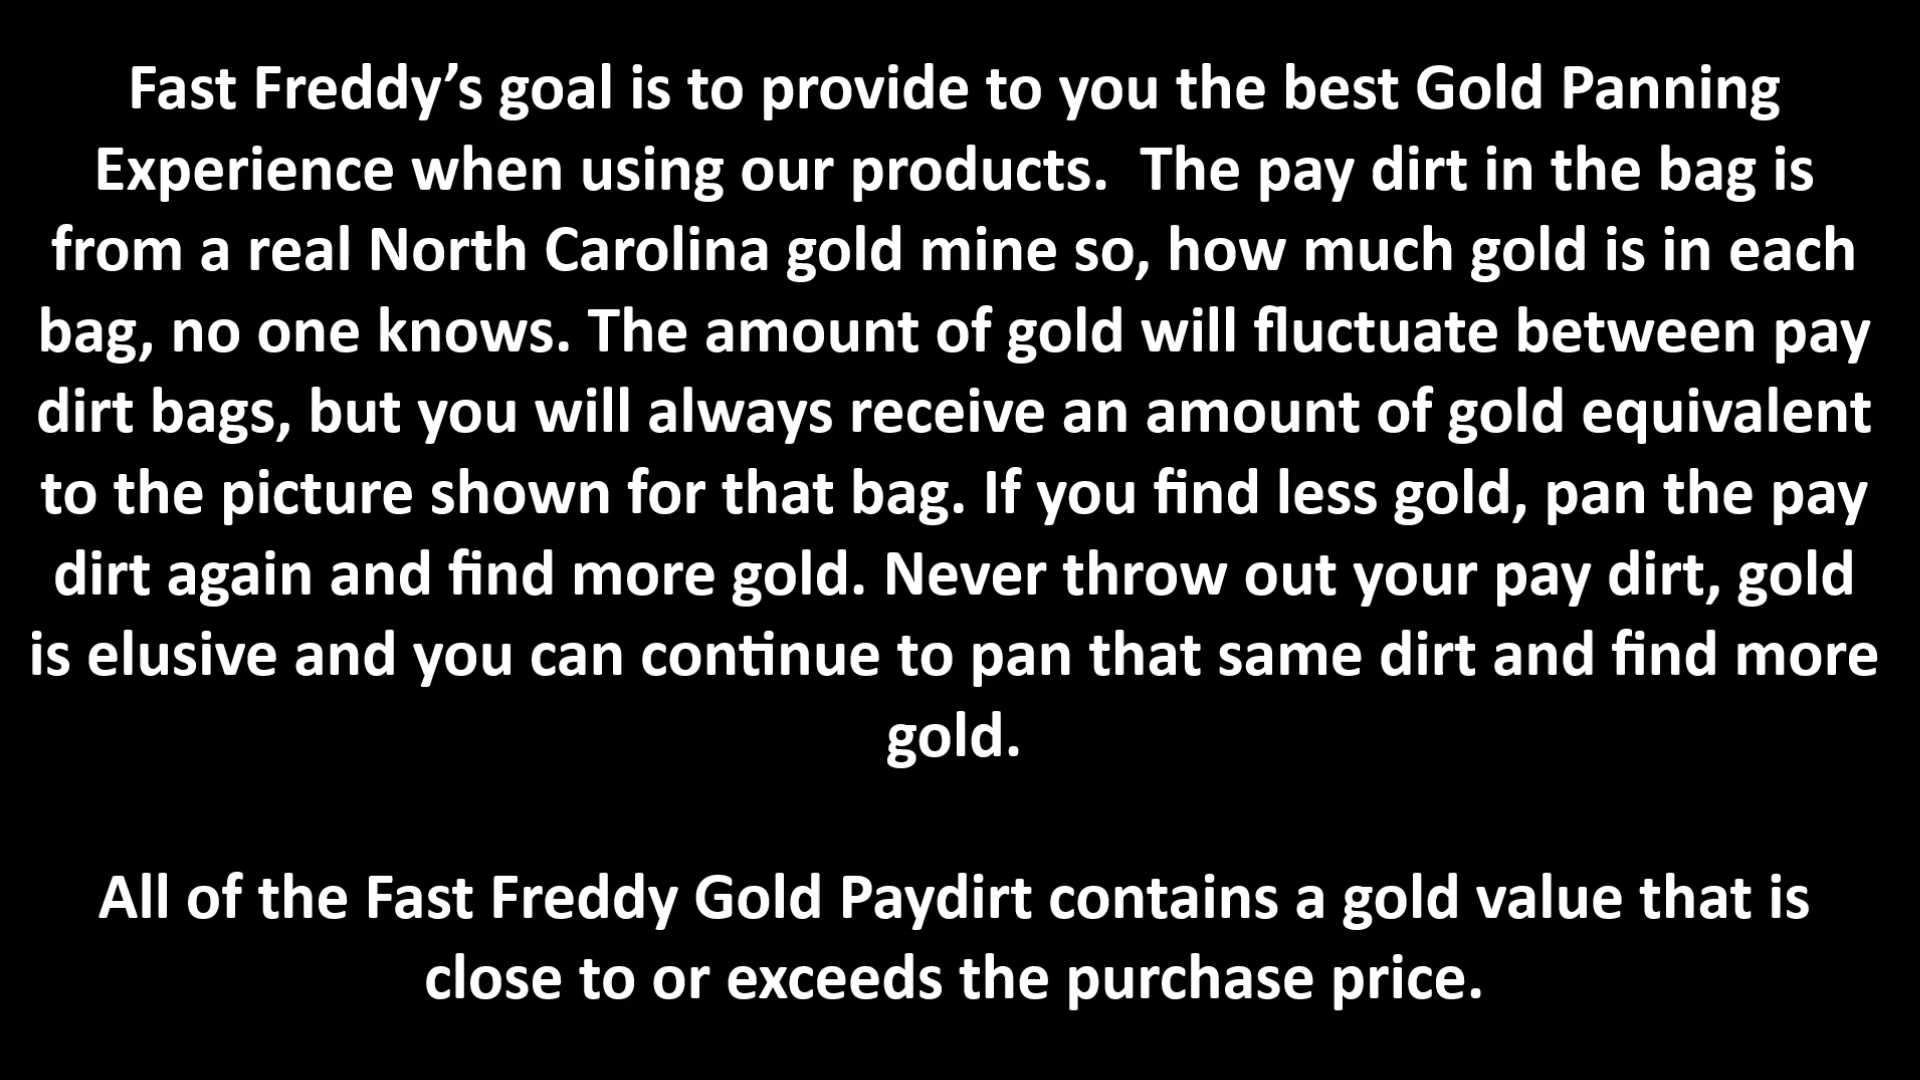 Fast Freddy’s goal is to provide to you the best Gold Panning
Experience when using our products.  The pay dirt in the bag is
from a real North Carolina gold mine so, how much gold is in each
bag, no one knows. The amount of gold will fluctuate between pay
dirt bags, but you will always receive an amount of gold equivalent
to the picture shown for that bag. If you find less gold, pan the pay
dirt again and find more gold. Never throw out your pay dirt, gold
is elusive and you can continue to pan that same dirt and find more
gold.
All of the Fast Freddy Gold Paydirt contains a gold value that is
close to or exceeds the purchase price.